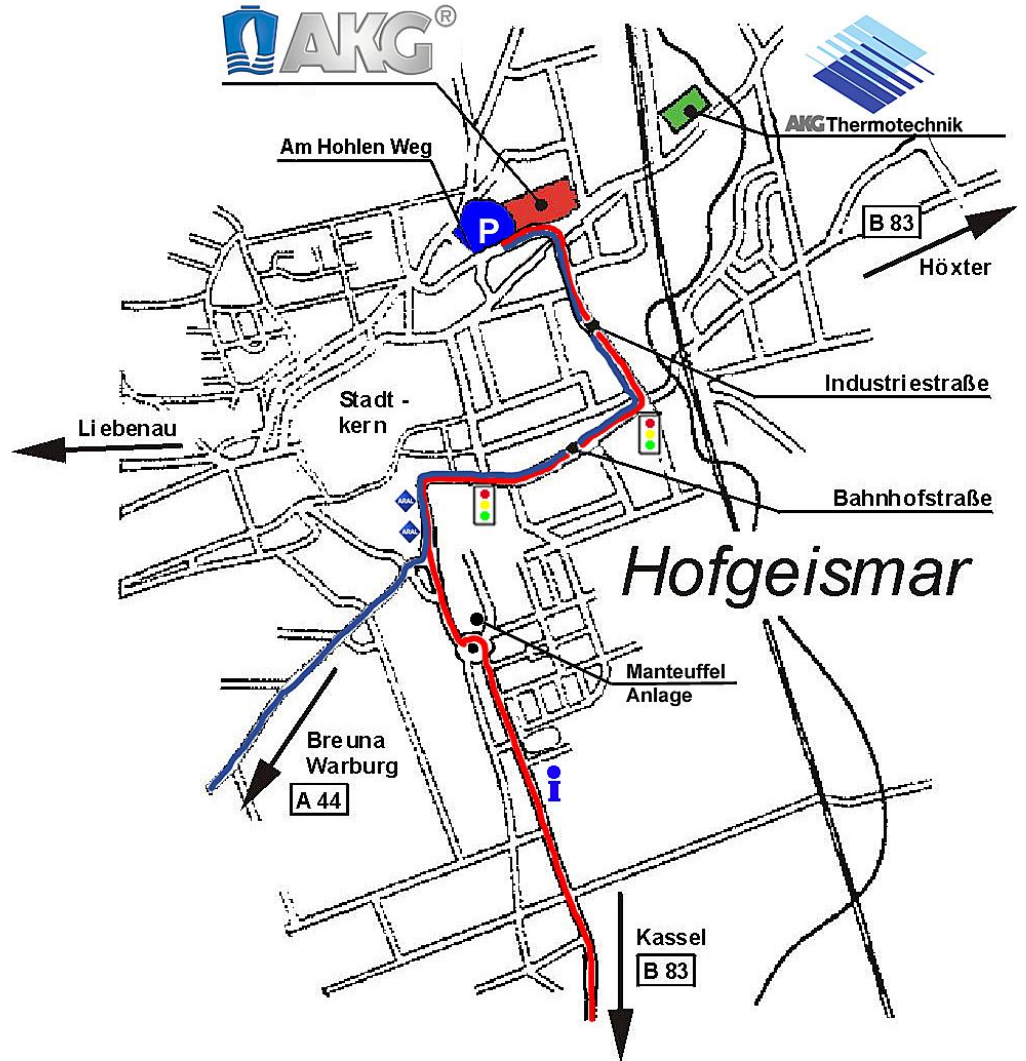 AKG®
AKG Thermotechnik
Am Hohlen Weg
P
B 83
Höxter
Industriestraße
Stadt -
kern
Liebenau
Bahnhofstraße
ARAL
ARAL
Hofgeismar
Manteuffel
Anlage
Breuna
Warburg
A 44
i
Kassel
B 83